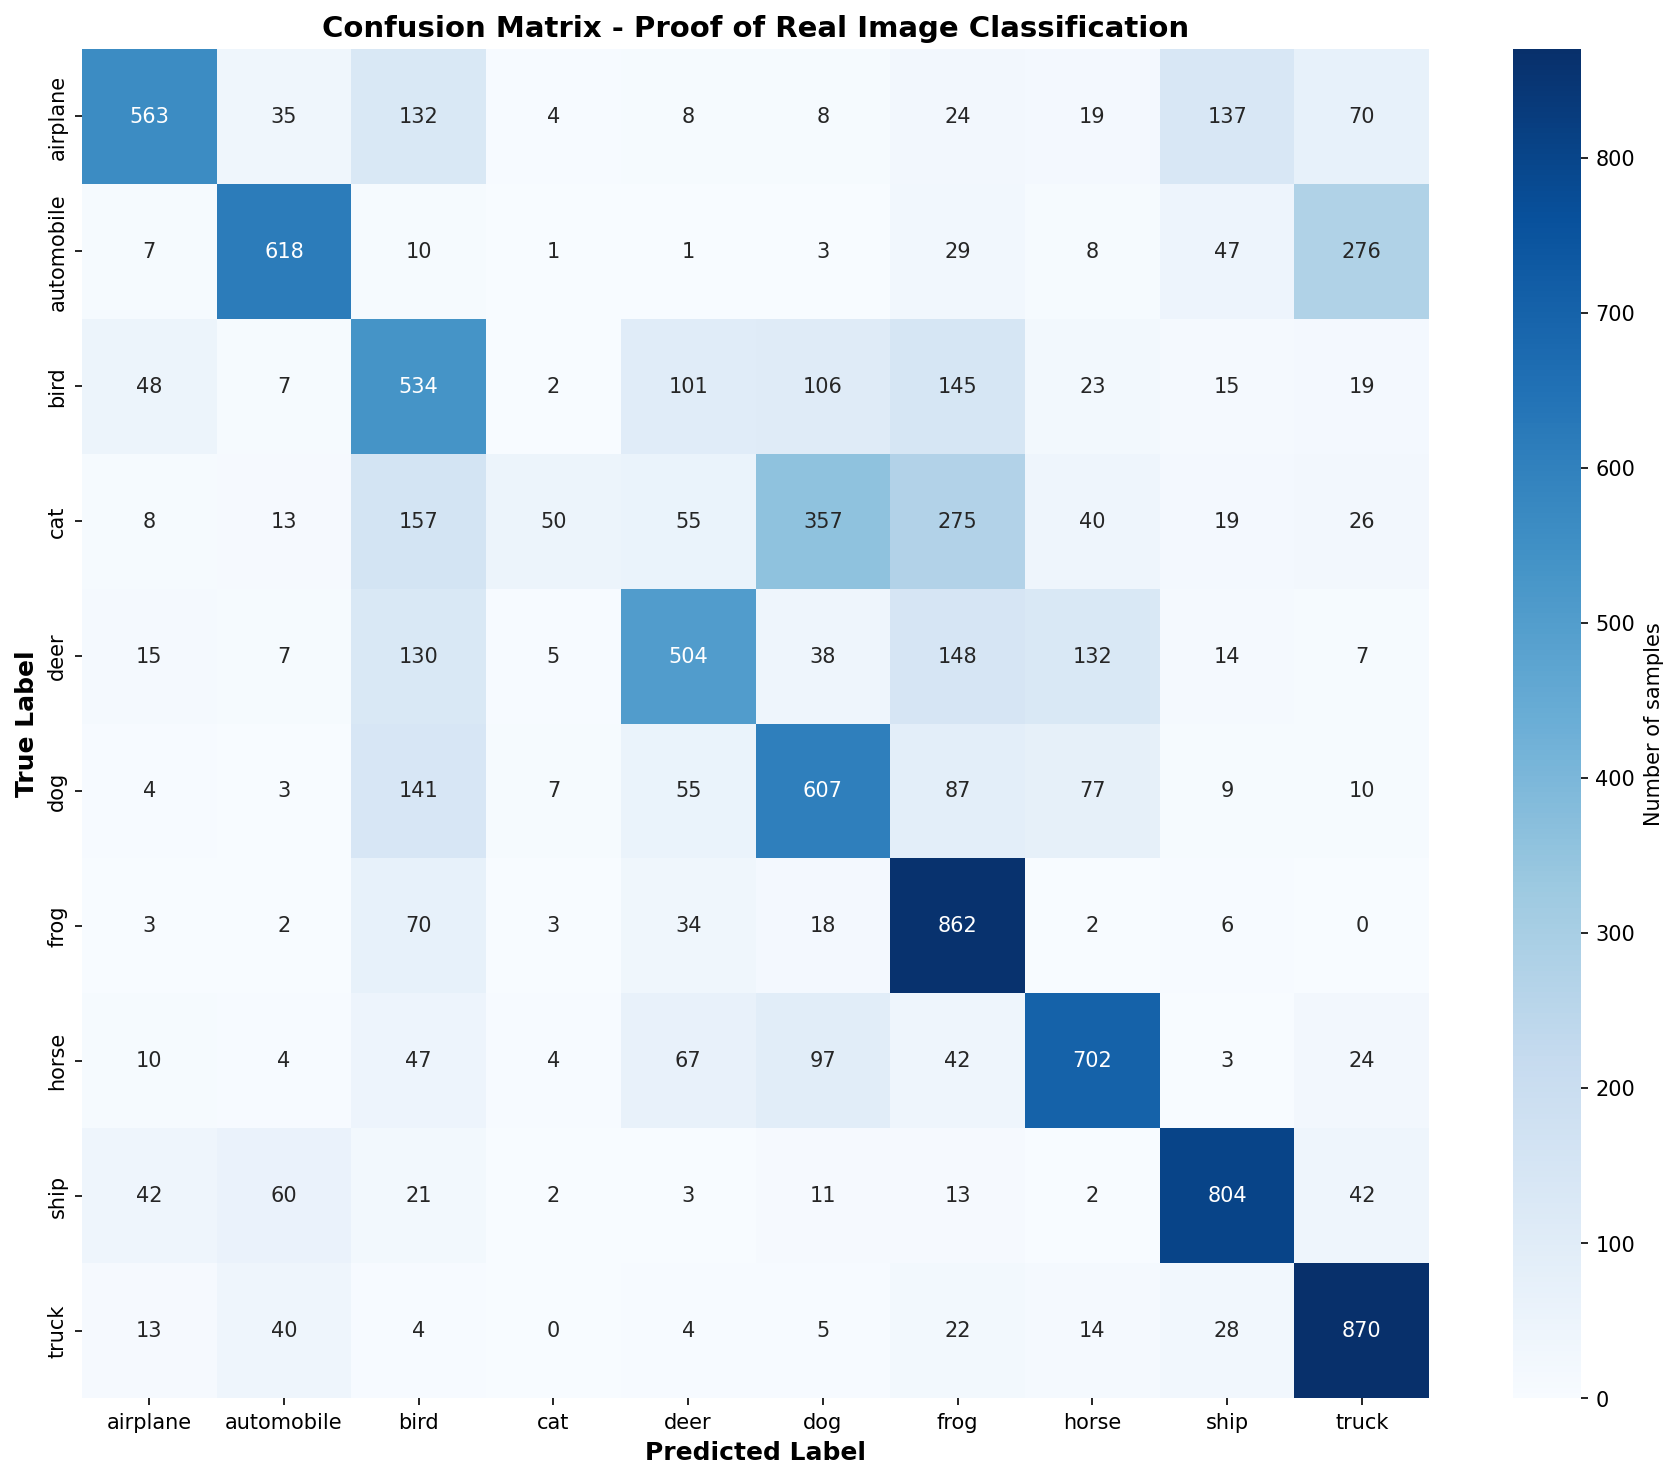 Confusion Matrix - Proof of Real Image Classification
airplane 563 35 132 4 8 8 24 19 137 70
automobile 7 618 10 1 1 3 29 8 47 276
bird 48 7 534 2 101 106 145 23 15 19
cat 8 13 157 50 55 357 275 40 19 26
deer 15 7 130 5 504 38 148 132 14 7
dog 4 3 141 7 55 607 87 77 9 10
frog 3 2 70 3 34 18 862 2 6 0
horse 10 4 47 4 67 97 42 702 3 24
ship 42 60 21 2 3 11 13 2 804 42
truck 13 40 4 0 4 5 22 14 28 870
airplane automobile bird cat deer dog frog horse ship truck
Predicted Label
True Label
800
700
600
500
400
300
200
100
0
Number of samples